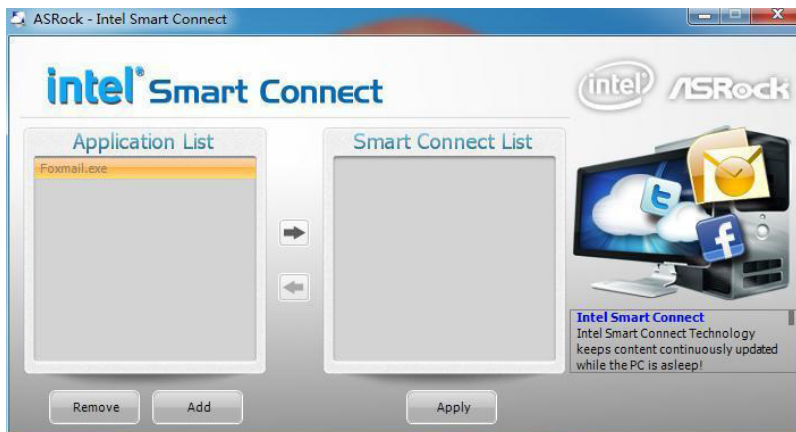 ASRock - Intel Smart Connect
intel® Smart Connect
intel® ASRock
Application List
Foxmail.exe
Smart Connect List
Intel Smart Connect
Intel Smart Connect Technology
keeps content continuously updated
while the PC is asleep!
Remove
Add
Apply